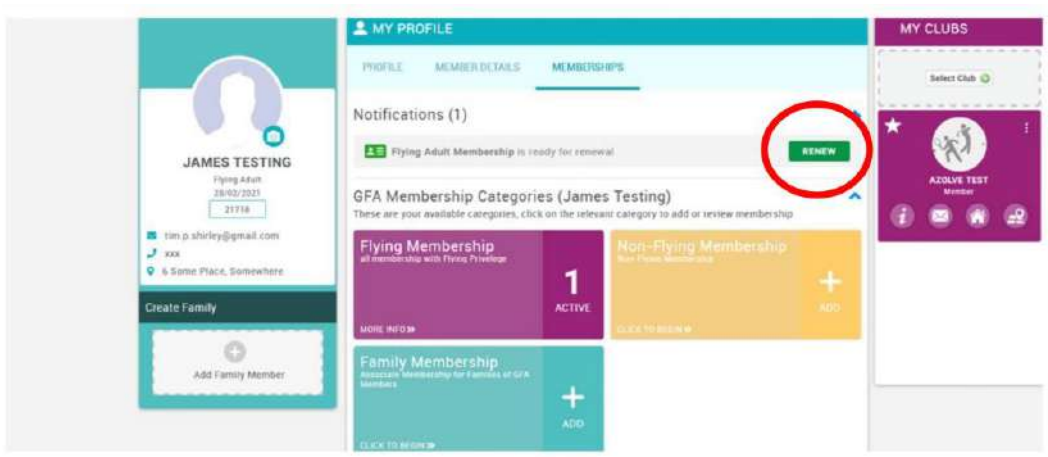 JAMES TESTING
Flying Adult
28/02/2021
21716
tim.p.shirley@gmail.com
xxx
6 Some Place, Somewhere
Create Family
Add Family Member
MY PROFILE
PROFILE MEMBER DETAILS MEMBERSHIPS
Notifications (1)
Flying Adult Membership is ready for renewal
RENEW
GFA Membership Categories (James Testing)
These are your available categories, click on the relevant category to add or review membership
Flying Membership
all membership with Flying Privelege
1
ACTIVE
MORE INFO
Non-Flying Membership
Non Flying Membership
ADD
CLICK TO BEGIN
Family Membership
Associate Membership for Families of GFA
Members
ADD
CLICK TO BEGIN
MY CLUBS
Select Club
AZOLVE TEST
Member